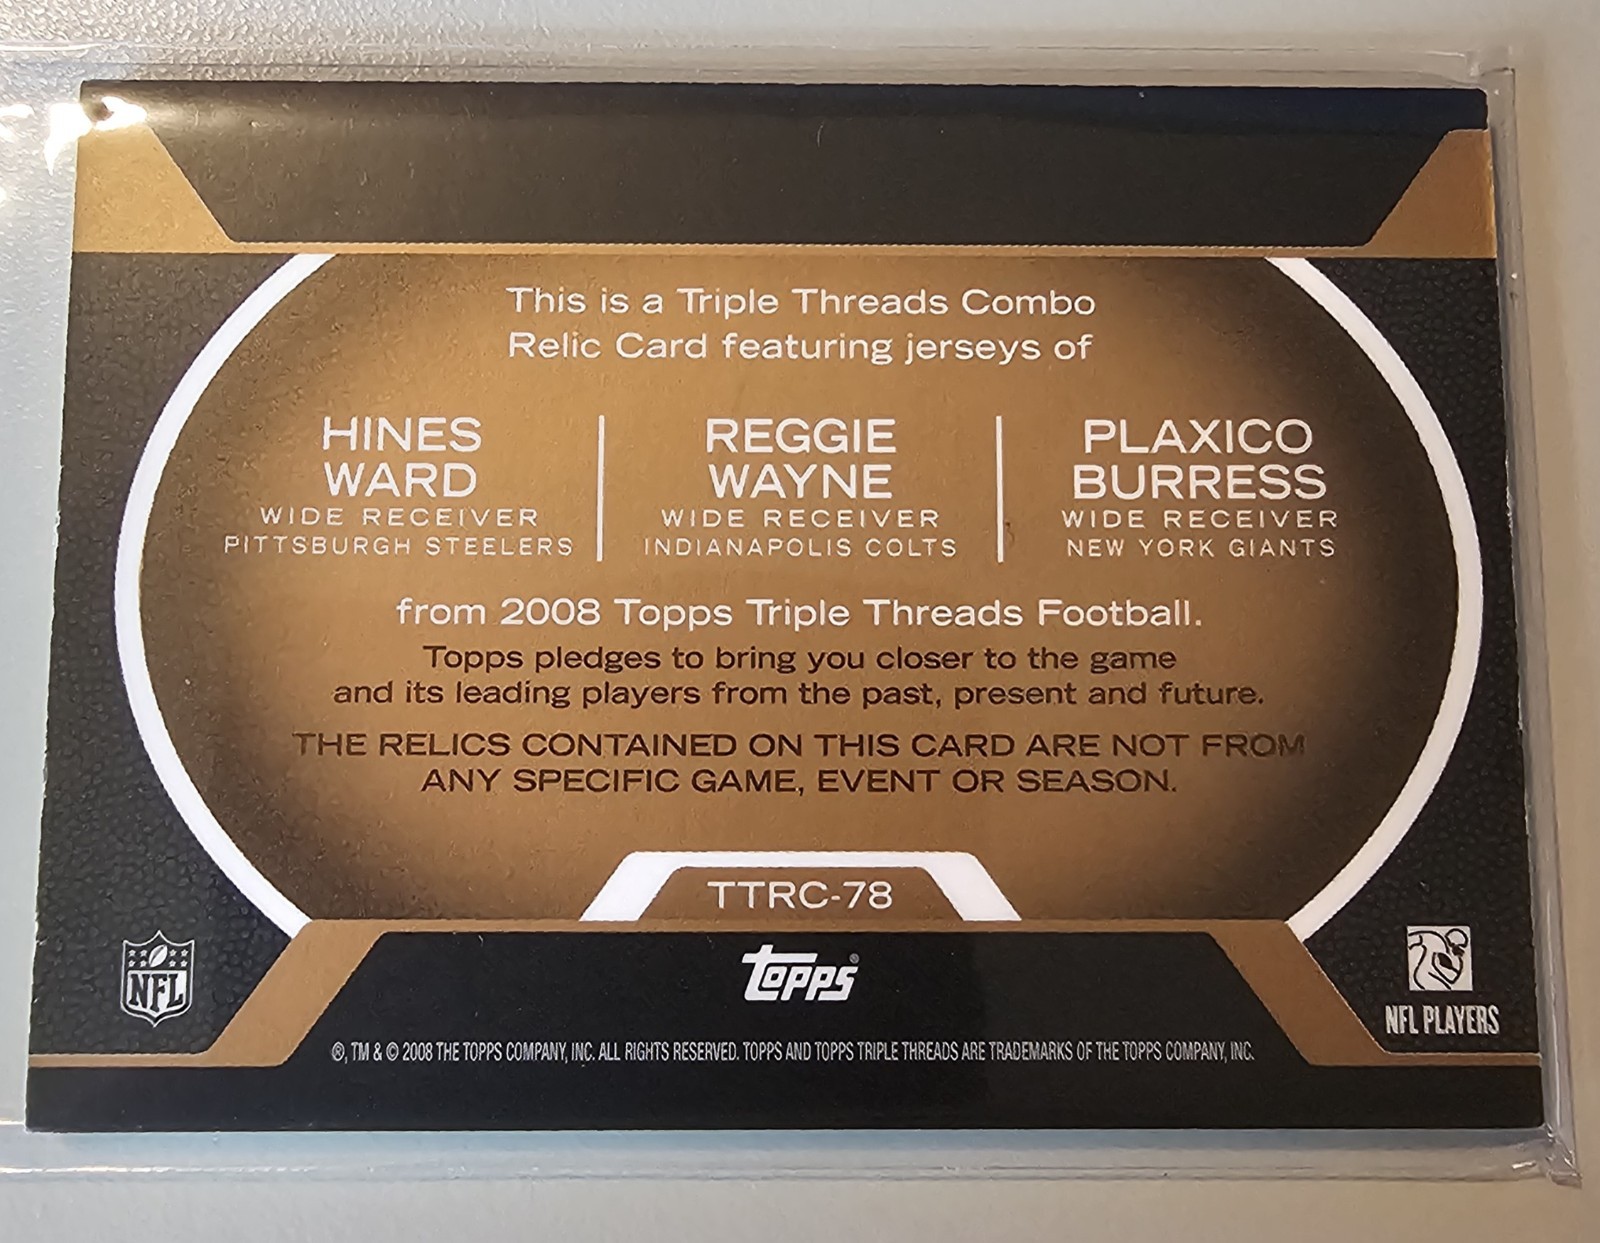 This is a Triple Threads Combo
Relic Card featuring jerseys of
HINES
WARD
WIDE RECEIVER
PITTSBURGH STEELERS
REGGIE
WAYNE
WIDE RECEIVER
INDIANAPOLIS COLTS
PLAXICO
BURRESS
WIDE RECEIVER
NEW YORK GIANTS
from 2008 Topps Triple Threads Football.
Topps pledges to bring you closer to the game
and its leading players from the past, present and future.
THE RELICS CONTAINED ON THIS CARD ARE NOT FROM
ANY SPECIFIC GAME, EVENT OR SEASON.
TTRC-78
NFL
topps®
NFL PLAYERS
®, TM & © 2008 THE TOPPS COMPANY, INC. ALL RIGHTS RESERVED. TOPPS AND TOPPS TRIPLE THREADS ARE TRADEMARKS OF THE TOPPS COMPANY, INC.